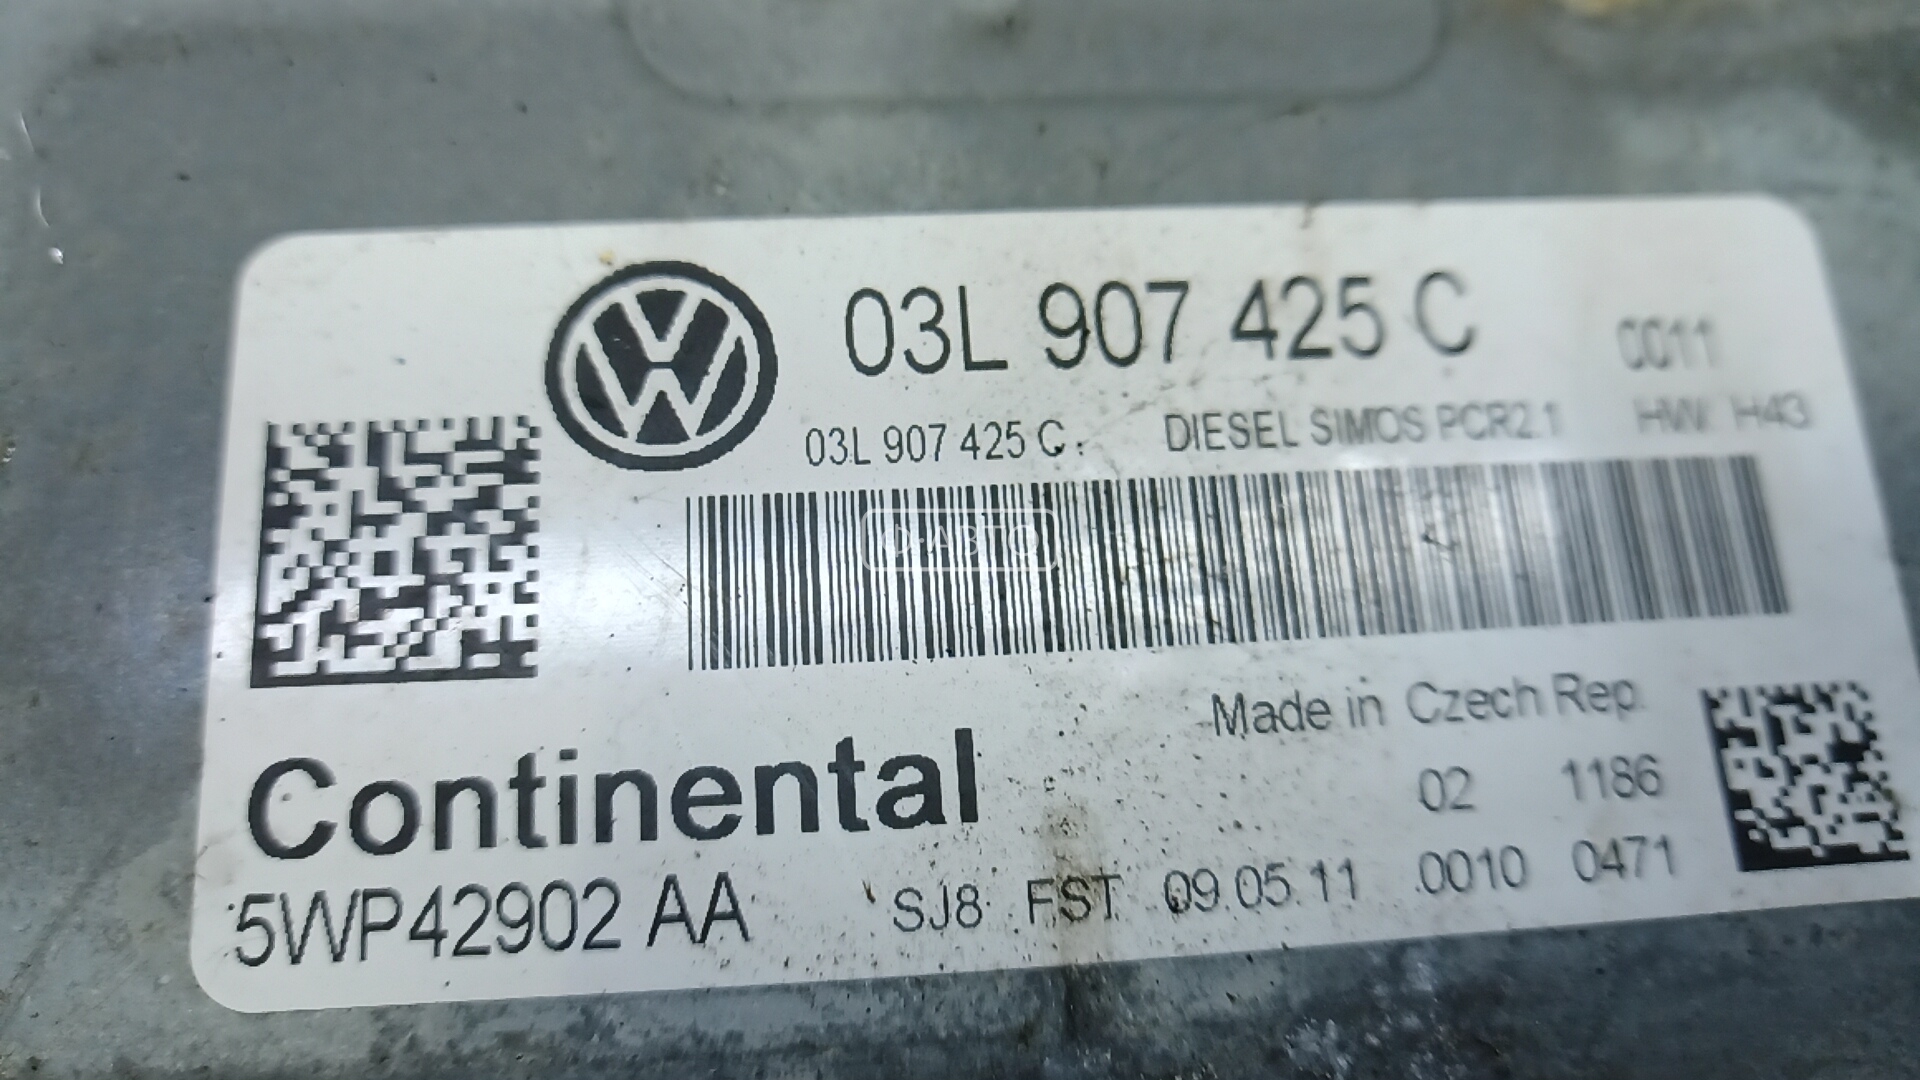 03L 907 425 C
0011
03L 907 425 C. DIESEL SIMOS PCR2.1 HW H43
Ф-АВТО
Made in Czech Rep.
Continental
02 1186
5WP42902 AA SJ8 FST 09.05.11 .0010 0471